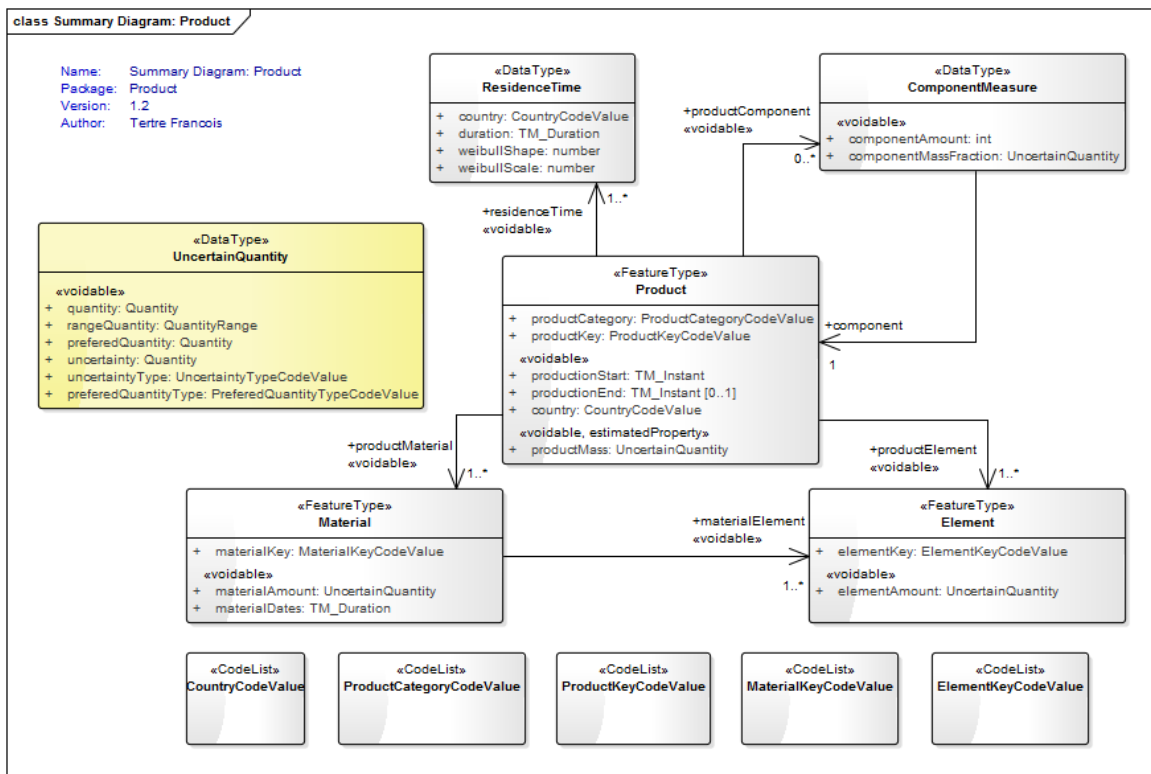 class Summary Diagram: Product
Name: Summary Diagram: Product
Package: Product
Version: 1.2
Author: Tertre Francois
«DataType»
ResidenceTime
+ country: CountryCodeValue
+ duration: TM_Duration
+ weibullShape: number
+ weibullScale: number
«DataType»
ComponentMeasure
«voidable»
+ componentAmount: int
+ componentMassFraction: UncertainQuantity
+productComponent
«voidable»
0..*
1..*
+residenceTime
«voidable»
«DataType»
UncertainQuantity
«voidable»
+ quantity: Quantity
+ rangeQuantity: QuantityRange
+ preferedQuantity: Quantity
+ uncertainty: Quantity
+ uncertaintyType: UncertaintyTypeCodeValue
+ preferedQuantityType: PreferedQuantityTypeCodeValue
«FeatureType»
Product
+ productCategory: ProductCategoryCodeValue
+ productKey: ProductKeyCodeValue
«voidable»
+ productionStart: TM_Instant
+ productionEnd: TM_Instant [0..1]
+ country: CountryCodeValue
«voidable, estimatedProperty»
+ productMass: UncertainQuantity
+component
1
+productMaterial
«voidable»
1..*
+productElement
«voidable»
1..*
«FeatureType»
Material
+ materialKey: MaterialKeyCodeValue
«voidable»
+ materialAmount: UncertainQuantity
+ materialDates: TM_Duration
+materialElement
«voidable»
1..*
«FeatureType»
Element
+ elementKey: ElementKeyCodeValue
«voidable»
+ elementAmount: UncertainQuantity
«CodeList»
CountryCodeValue
«CodeList»
ProductCategoryCodeValue
«CodeList»
ProductKeyCodeValue
«CodeList»
MaterialKeyCodeValue
«CodeList»
ElementKeyCodeValue